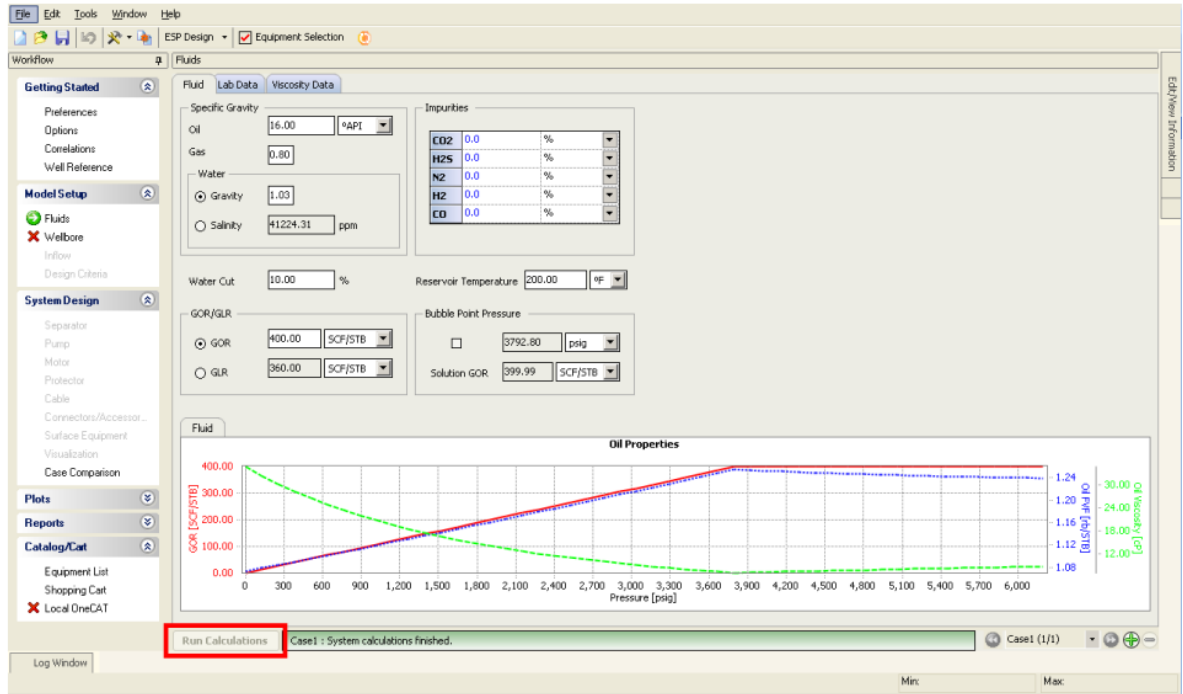 File Edit Tools Window Help
ESP Design Equipment Selection
Workflow
Fluids
Getting Started
Preferences
Options
Correlations
Well Reference
Model Setup
Fluids
Wellbore
Inflow
Design Criteria
System Design
Separator
Pump
Motor
Protector
Cable
Connectors/Accessor...
Surface Equipment
Visualization
Case Comparison
Plots
Reports
Catalog/Cart
Equipment List
Shopping Cart
Local OneCAT
Fluid Lab Data Viscosity Data
Specific Gravity
Oil 16.00 ºAPI
Gas 0.80
Water
Gravity 1.03
Salinity 41224.31 ppm
Impurities
CO2 0.0 %
H2S 0.0 %
N2 0.0 %
H2 0.0 %
CO 0.0 %
Water Cut 10.00 %
Reservoir Temperature 200.00 ºF
GOR/GLR
GOR 400.00 SCF/STB
GLR 360.00 SCF/STB
Bubble Point Pressure
3792.80 psig
Solution GOR 399.99 SCF/STB
Fluid
Oil Properties
GOR [SCF/STB]
400.00
300.00
200.00
100.00
0.00
0 300 600 900 1,200 1,500 1,800 2,100 2,400 2,700 3,000 3,300 3,600 3,900 4,200 4,500 4,800 5,100 5,400 5,700 6,000
Pressure [psig]
1.24
1.20
1.16
1.12
1.08
Oil FVF [rb/STB]
30.00
24.00
18.00
12.00
Oil Viscosity [cP]
Edit/View Information
Run Calculations Case1 : System calculations finished. Case1 (1/1)
Log Window
Min: Max: